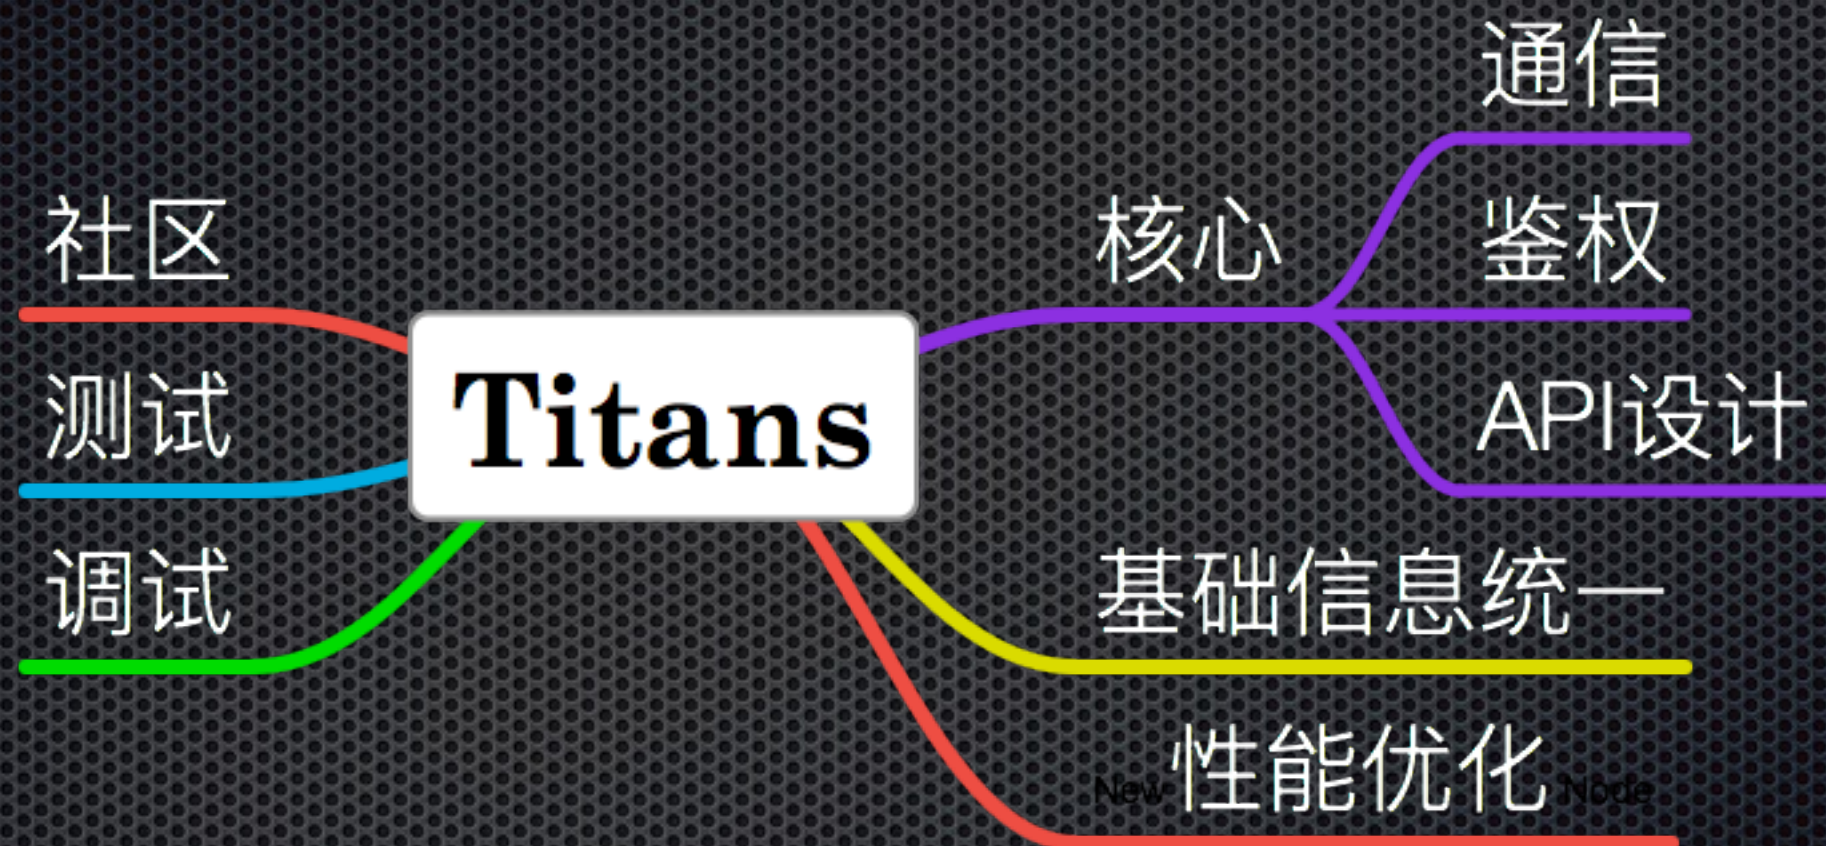 通信
社区
核心
鉴权
Titans
测试
API设计
调试
基础信息统一
New 性能优化 Node